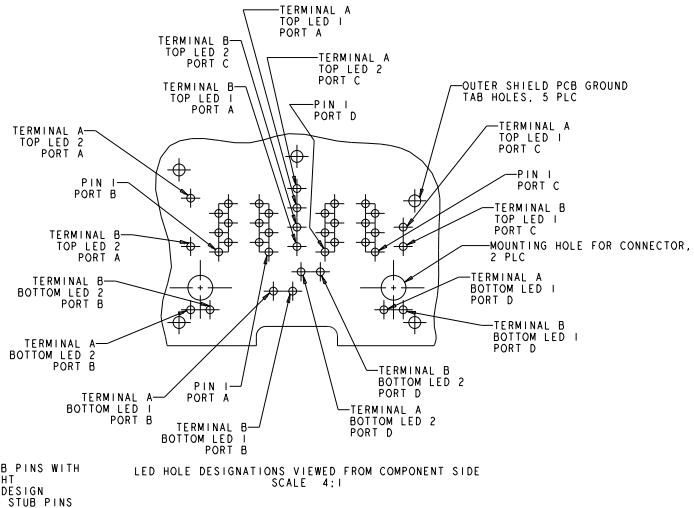 TERMINAL A
TOP LED 1
PORT A
TERMINAL B
TOP LED 2
PORT C
TERMINAL A
TOP LED 2
PORT C
TERMINAL B
TOP LED 1
PORT A
OUTER SHIELD PCB GROUND
TAB HOLES, 5 PLC
PIN 1
PORT D
TERMINAL A
TOP LED 2
PORT A
TERMINAL A
TOP LED 1
PORT C
PIN 1
PORT B
PIN 1
PORT C
TERMINAL B
TOP LED 2
PORT A
TERMINAL B
TOP LED 1
PORT C
MOUNTING HOLE FOR CONNECTOR,
2 PLC
TERMINAL B
BOTTOM LED 2
PORT B
TERMINAL A
BOTTOM LED 1
PORT D
TERMINAL A
BOTTOM LED 2
PORT B
TERMINAL B
BOTTOM LED 1
PORT D
TERMINAL A
BOTTOM LED 1
PORT B
PIN 1
PORT A
TERMINAL B
BOTTOM LED 2
PORT D
TERMINAL B
BOTTOM LED 1
PORT B
TERMINAL A
BOTTOM LED 2
PORT D
B PINS WITH
HT
DESIGN
STUB PINS
LED HOLE DESIGNATIONS VIEWED FROM COMPONENT SIDE
SCALE 4:1